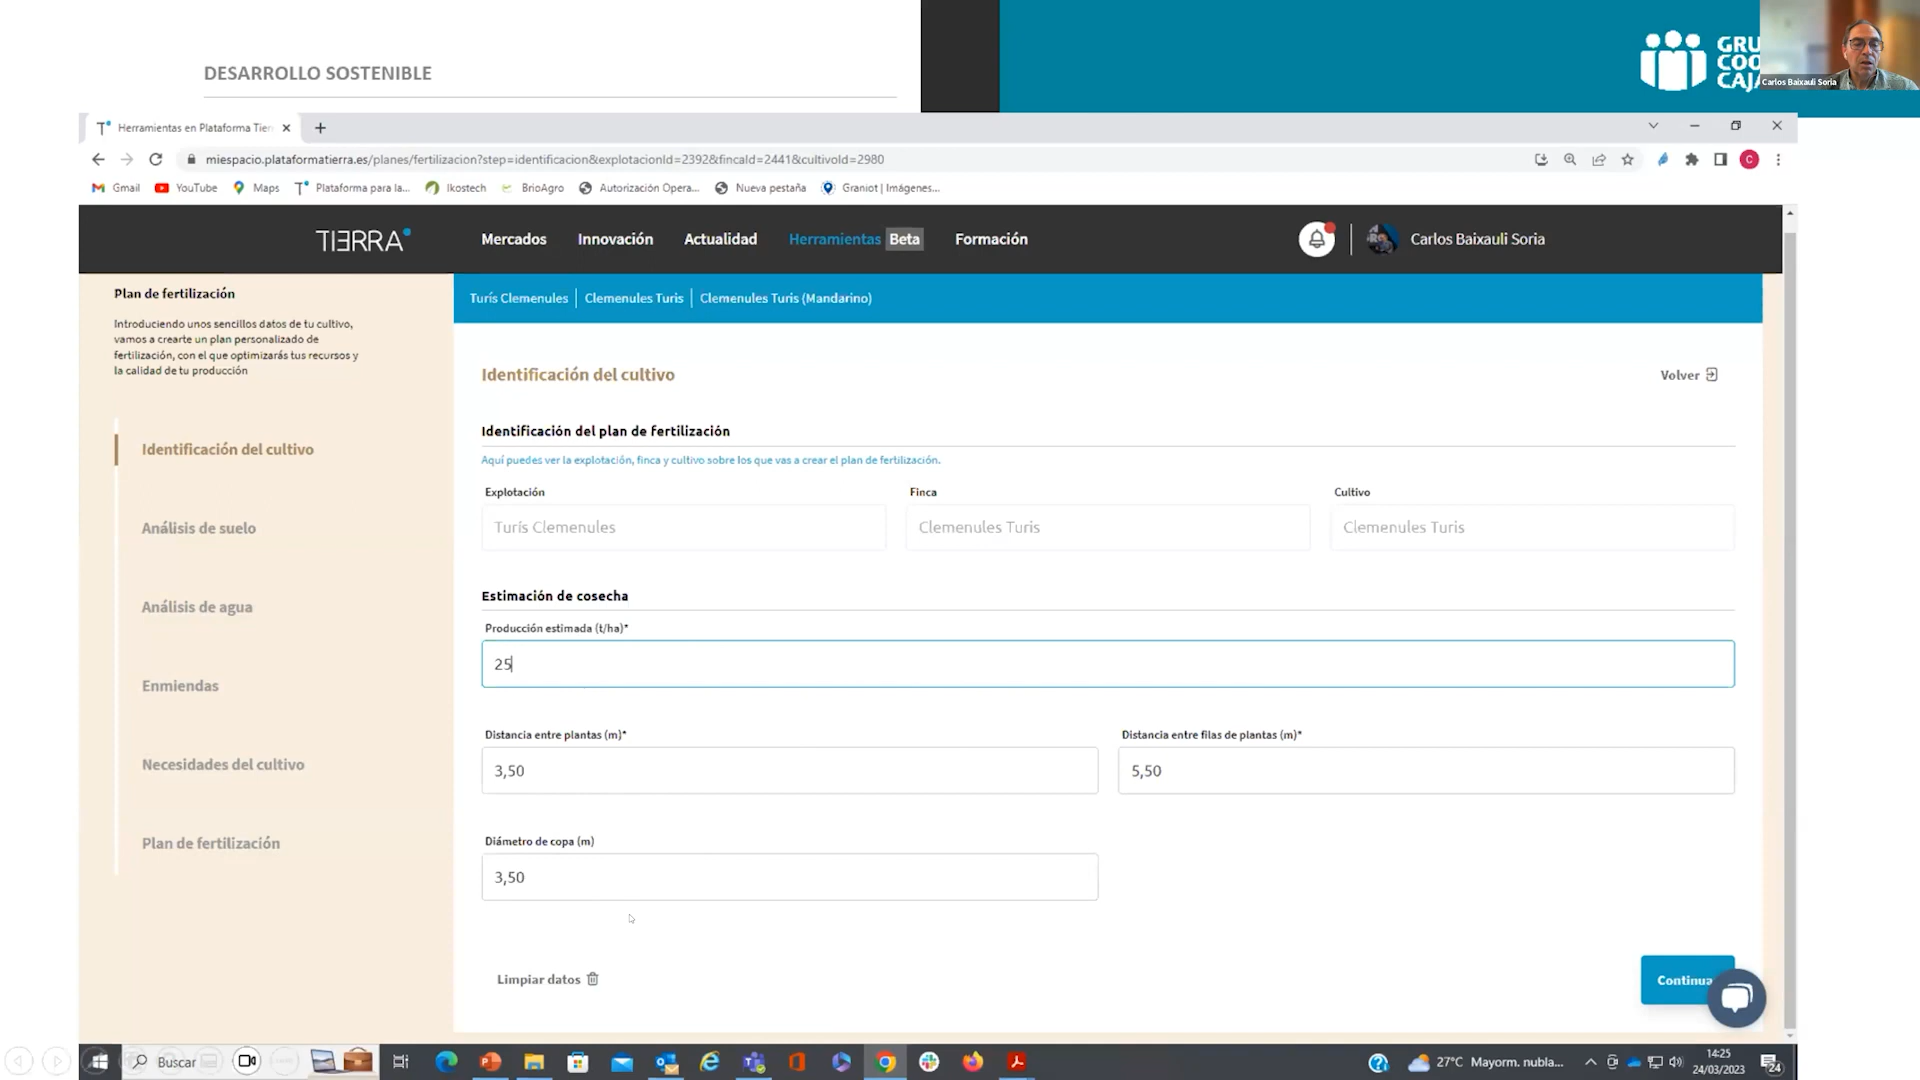 DESARROLLO SOSTENIBLE
Carlos Baixauli Soria
Herramientas en Plataforma Tier
miespacio.plataformatierra.es/planes/fertilizacion?step=identificacion&explotacionId=2392&fincaId=2441&cultivoId=2980
C
Gmail YouTube Maps Plataforma para la... Ikostech BrioAgro Autorización Opera... Nueva pestaña Graniot | Imágenes...
TIERRA Mercados Innovación Actualidad Herramientas Beta Formación Carlos Baixauli Soria
Plan de fertilización
Introduciendo unos sencillos datos de tu cultivo,
vamos a crearte un plan personalizado de
fertilización, con el que optimizarás tus recursos y
la calidad de tu producción
Identificación del cultivo
Análisis de suelo
Análisis de agua
Enmiendas
Necesidades del cultivo
Plan de fertilización
Turís Clemenules Clemenules Turis Clemenules Turis (Mandarino)
Identificación del cultivo
Volver
Identificación del plan de fertilización
Aquí puedes ver la explotación, finca y cultivo sobre los que vas a crear el plan de fertilización.
Explotación Finca Cultivo
Turís Clemenules Clemenules Turis Clemenules Turis
Estimación de cosecha
Producción estimada (t/ha)*
25
Distancia entre plantas (m)* Distancia entre filas de plantas (m)*
3,50 5,50
Diámetro de copa (m)
3,50
Limpiar datos
Continua
Buscar
27°C Mayorm. nubla...
14:25
24/03/2023
24